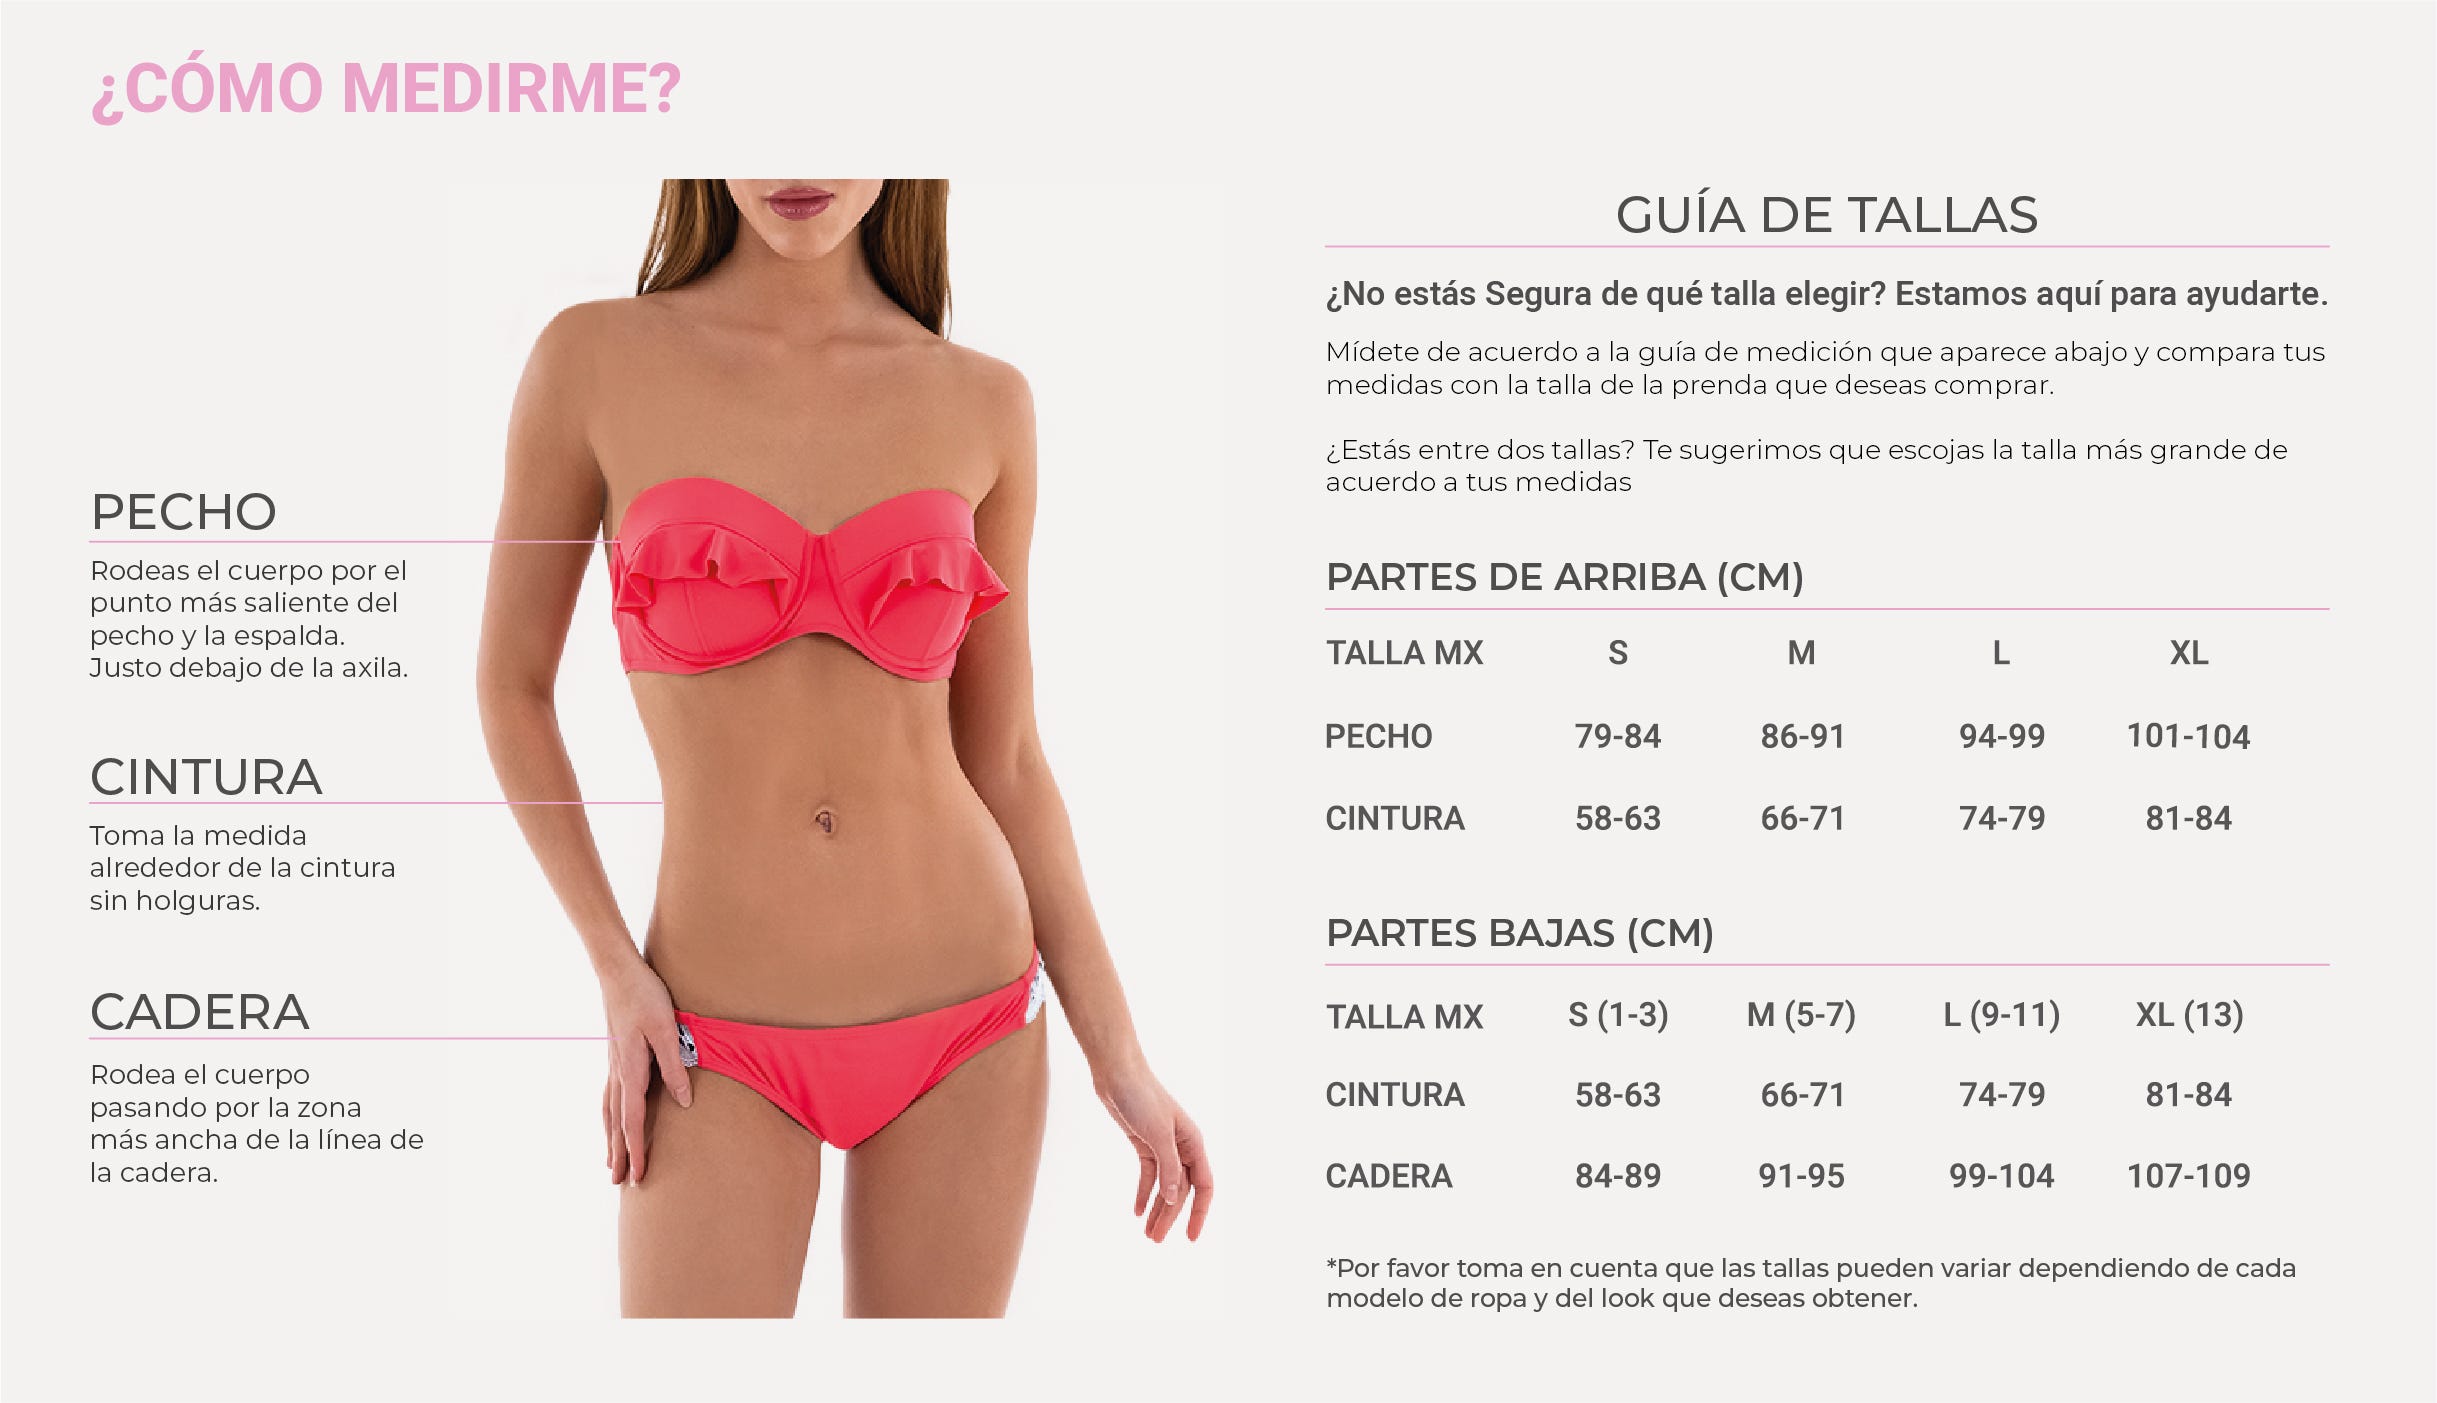 ¿CÓMO MEDIRME?
PECHO
Rodeas el cuerpo por el
punto más saliente del
pecho y la espalda.
Justo debajo de la axila.
CINTURA
Toma la medida
alrededor de la cintura
sin holguras.
CADERA
Rodea el cuerpo
pasando por la zona
más ancha de la línea de
la cadera.
GUÍA DE TALLAS
¿No estás Segura de qué talla elegir? Estamos aquí para ayudarte.
Mídete de acuerdo a la guía de medición que aparece abajo y compara tus
medidas con la talla de la prenda que deseas comprar.
¿Estás entre dos tallas? Te sugerimos que escojas la talla más grande de
acuerdo a tus medidas
PARTES DE ARRIBA (CM)
TALLA MX S M L XL
PECHO 79-84 86-91 94-99 101-104
CINTURA 58-63 66-71 74-79 81-84
PARTES BAJAS (CM)
TALLA MX S (1-3) M (5-7) L (9-11) XL (13)
CINTURA 58-63 66-71 74-79 81-84
CADERA 84-89 91-95 99-104 107-109
*Por favor toma en cuenta que las tallas pueden variar dependiendo de cada
modelo de ropa y del look que deseas obtener.